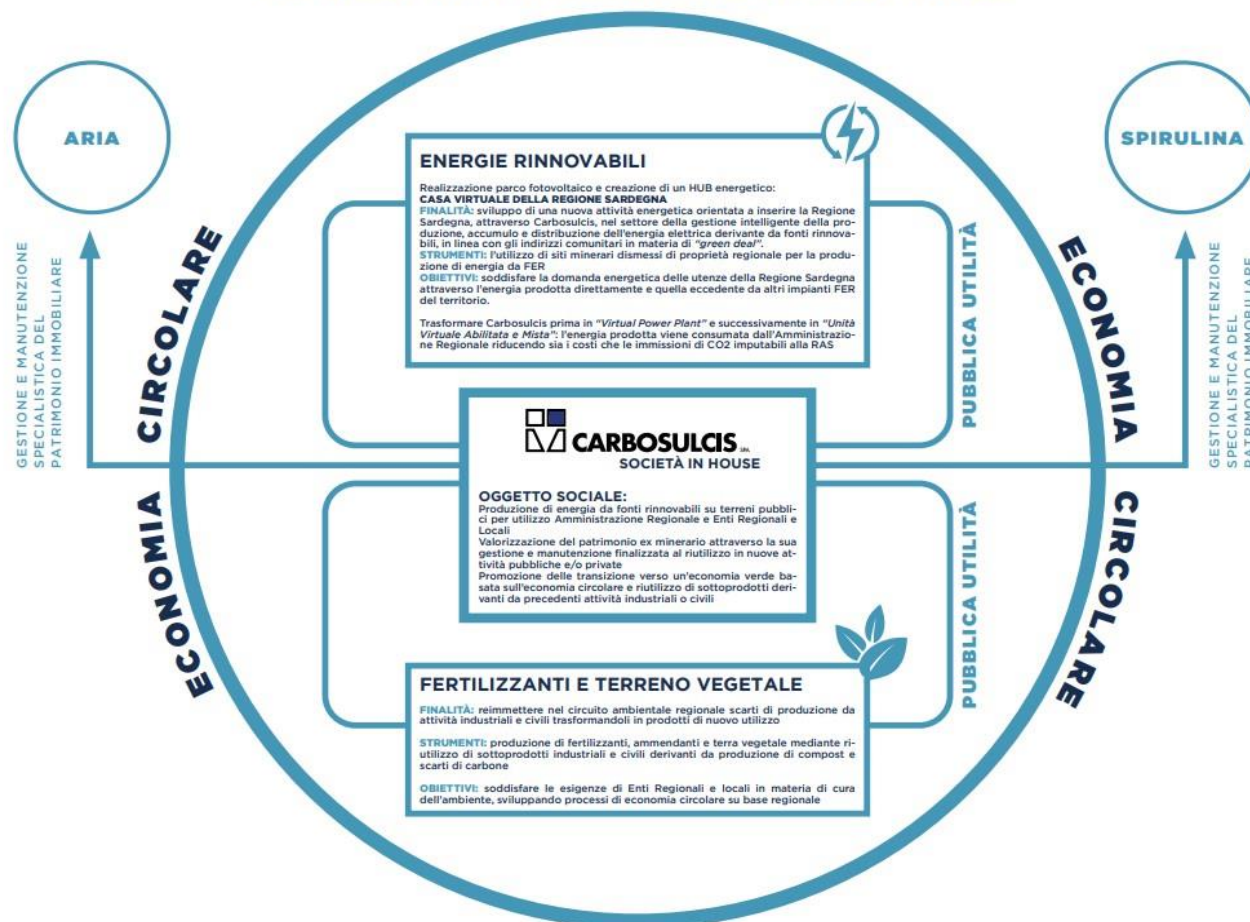 ARIA
SPIRULINA
GESTIONE E MANUTENZIONE
SPECIALISTICA DEL
PATRIMONIO IMMOBILIARE
ECONOMIA CIRCOLARE
ENERGIE RINNOVABILI
Realizzazione parco fotovoltaico e creazione di un HUB energetico:
CASA VIRTUALE DELLA REGIONE SARDEGNA
FINALITÀ: sviluppo di una nuova attività energetica orientata a inserire la Regione
Sardegna, attraverso Carbosulcis, nel settore della gestione intelligente della pro-
duzione, accumulo e distribuzione dell'energia elettrica derivante da fonti rinnova-
bili, in linea con gli indirizzi comunitari in materia di "green deal".
STRUMENTI: l'utilizzo di siti minerari dismessi di proprietà regionale per la produ-
zione di energia da FER
OBIETTIVI: soddisfare la domanda energetica delle utenze della Regione Sardegna
attraverso l'energia prodotta direttamente e quella eccedente da altri impianti FER
del territorio.
Trasformare Carbosulcis prima in "Virtual Power Plant" e successivamente in "Unità
Virtuale Abilitata e Mista": l'energia prodotta viene consumata dall'Amministrazio-
ne Regionale riducendo sia i costi che le immissioni di CO2 imputabili alla RAS
PUBBLICA UTILITÀ
CARBOSULCIS SPA
SOCIETÀ IN HOUSE
OGGETTO SOCIALE:
Produzione di energia da fonti rinnovabili su terreni pubbli-
ci per utilizzo Amministrazione Regionale e Enti Regionali e
Locali
Valorizzazione del patrimonio ex minerario attraverso la sua
gestione e manutenzione finalizzata al riutilizzo in nuove at-
tività pubbliche e/o private
Promozione delle transizione verso un'economia verde ba-
sata sull'economia circolare e riutilizzo di sottoprodotti deri-
vanti da precedenti attività industriali o civili
PUBBLICA UTILITÀ
FERTILIZZANTI E TERRENO VEGETALE
FINALITÀ: reimmettere nel circuito ambientale regionale scarti di produzione da
attività industriali e civili trasformandoli in prodotti di nuovo utilizzo
STRUMENTI: produzione di fertilizzanti, ammendanti e terra vegetale mediante ri-
utilizzo di sottoprodotti industriali e civili derivanti da produzione di compost e
scarti di carbone
OBIETTIVI: soddisfare le esigenze di Enti Regionali e locali in materia di cura
dell'ambiente, sviluppando processi di economia circolare su base regionale
ECONOMIA CIRCOLARE
GESTIONE E MANUTENZIONE
SPECIALISTICA DEL
PATRIMONIO IMMOBILIARE